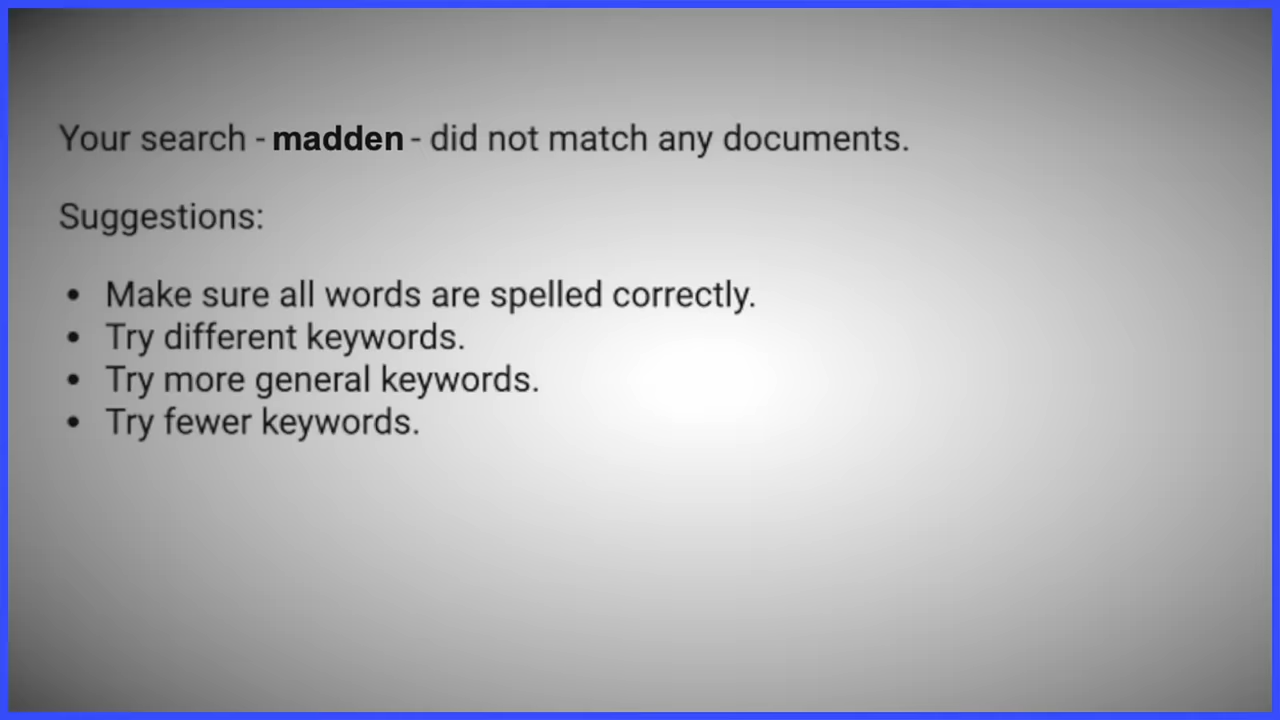 Your search - madden - did not match any documents.
Suggestions:
• Make sure all words are spelled correctly.
• Try different keywords.
• Try more general keywords.
• Try fewer keywords.